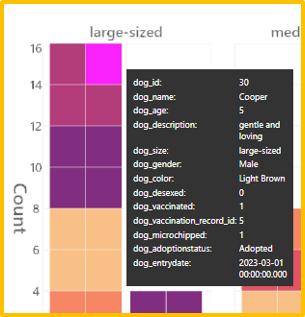 large-sized
med
16
14
12
10
8
6
4
Count
dog_id: 30
dog_name: Cooper
dog_age: 5
dog_description: gentle and
loving
dog_size: large-sized
dog_gender: Male
dog_color: Light Brown
dog_desexed: 0
dog_vaccinated: 1
dog_vaccination_record_id: 5
dog_microchipped: 1
dog_adoptionstatus: Adopted
dog_entrydate: 2023-03-01
00:00:00.000